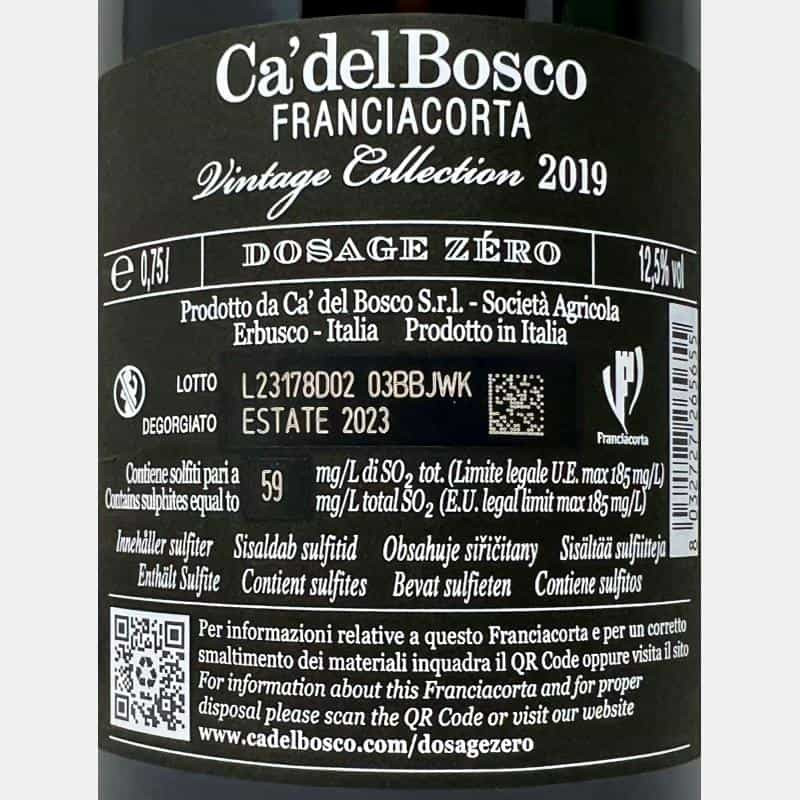 Ca'del Bosco
FRANCIACORTA
Vintage Collection 2019
e 0,75 l DOSAGE ZÉRO 12,5% vol
Prodotto da Ca' del Bosco S.r.l. - Società Agricola
Erbusco - Italia Prodotto in Italia
LOTTO L23178D02 03BBJWK
DEGORGIATO ESTATE 2023
Franciacorta
8 032727 265655
Contiene solfiti pari a 59 mg/L di SO2 tot. (Limite legale U.E. max 185 mg/L)
Contains sulphites equal to mg/L total SO2 (E.U. legal limit max 185 mg/L)
Innehåller sulfiter Sisaldab sulfitid Obsahuje siřičitany Sisältää sulfiitteja
Enthält Sulfite Contient sulfites Bevat sulfieten Contiene sulfitos
Per informazioni relative a questo Franciacorta e per un corretto
smaltimento dei materiali inquadra il QR Code oppure visita il sito
For information about this Franciacorta and for proper
disposal please scan the QR Code or visit our website
www.cadelbosco.com/dosagezero